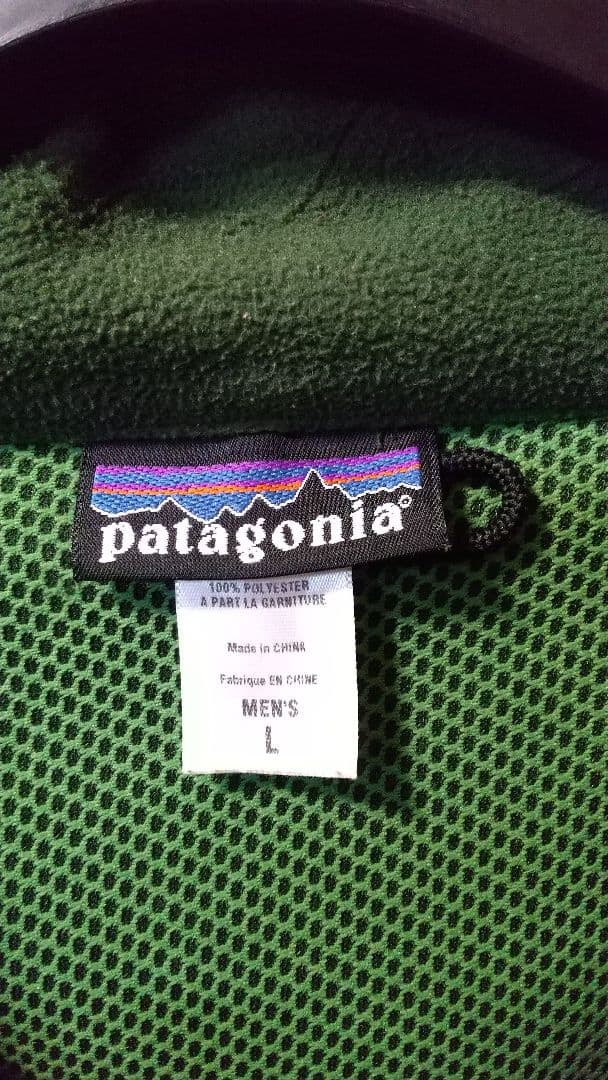 patagonia®
100% POLYESTER
A PART LA GARNITURE
Made in CHINA
Fabrique EN CHINE
MEN'S
L